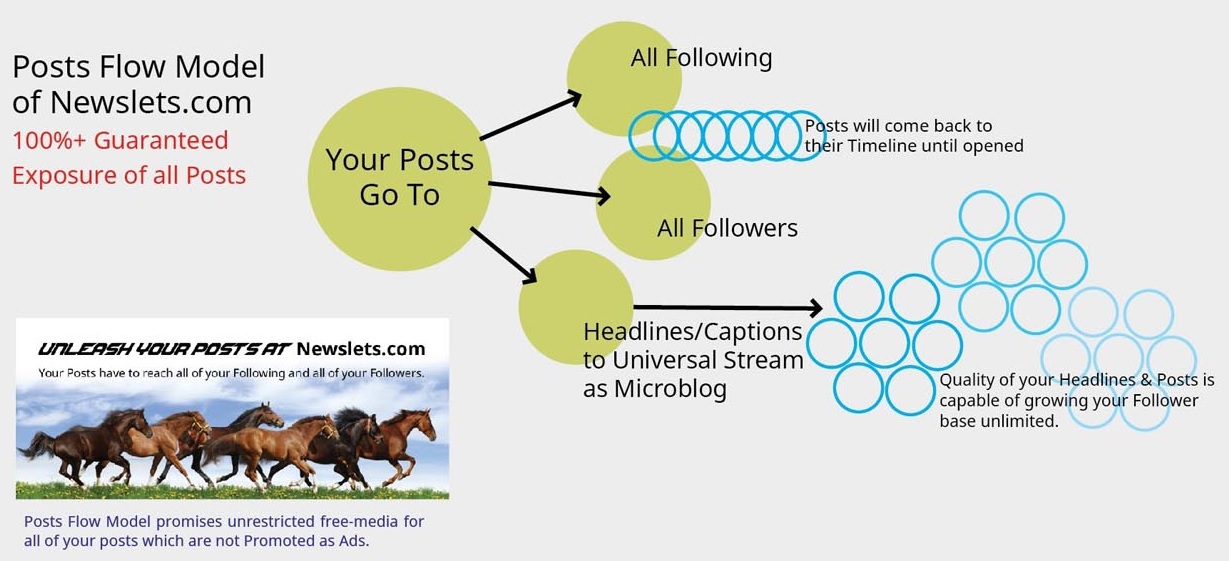 Posts Flow Model
of Newslets.com
100%+ Guaranteed
Exposure of all Posts
Your Posts
Go To
All Following
Posts will come back to
their Timeline until opened
All Followers
Headlines/Captions
to Universal Stream
as Microblog
Quality of your Headlines & Posts is
capable of growing your Follower
base unlimited.
UNLEASH YOUR POSTS AT Newslets.com
Your Posts have to reach all of your Following and all of your Followers.
Posts Flow Model promises unrestricted free-media for
all of your posts which are not Promoted as Ads.